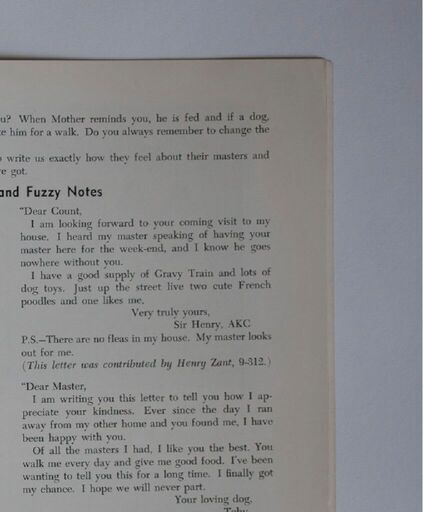 u? When Mother reminds you, he is fed and if a dog,
e him for a walk. Do you always remember to change the
write us exactly how they feel about their masters and
e got.
and Fuzzy Notes
"Dear Count,
I am looking forward to your coming visit to my
house. I heard my master speaking of having your
master here for the week-end, and I know he goes
nowhere without you.
I have a good supply of Gravy Train and lots of
dog toys. Just up the street live two cute French
poodles and one likes me.
Very truly yours,
Sir Henry, AKC
P.S.—There are no fleas in my house. My master looks
out for me.
(This letter was contributed by Henry Zant, 9-312.)
"Dear Master,
I am writing you this letter to tell you how I ap-
preciate your kindness. Ever since the day I ran
away from my other home and you found me, I have
been happy with you.
Of all the masters I had, I like you the best. You
walk me every day and give me good food. I've been
wanting to tell you this for a long time. I finally got
my chance. I hope we will never part.
Your loving dog,
Toby